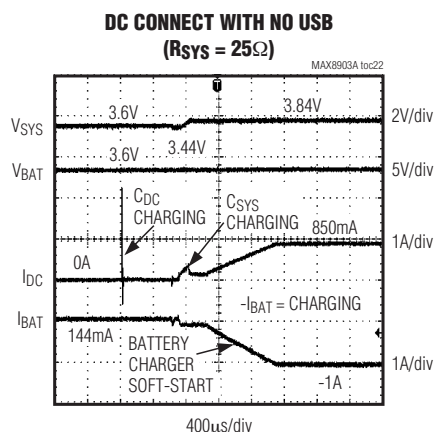 DC CONNECT WITH NO USB
(RSYS = 25Ω)
MAX8903A toc22
3.6V
3.84V
2V/div
VSYS
3.44V
3.6V
VBAT
5V/div
CDC
CHARGING
CSYS
CHARGING
850mA
1A/div
0A
IDC
-IBAT = CHARGING
IBAT
144mA
BATTERY
CHARGER
SOFT-START
-1A
1A/div
400µs/div